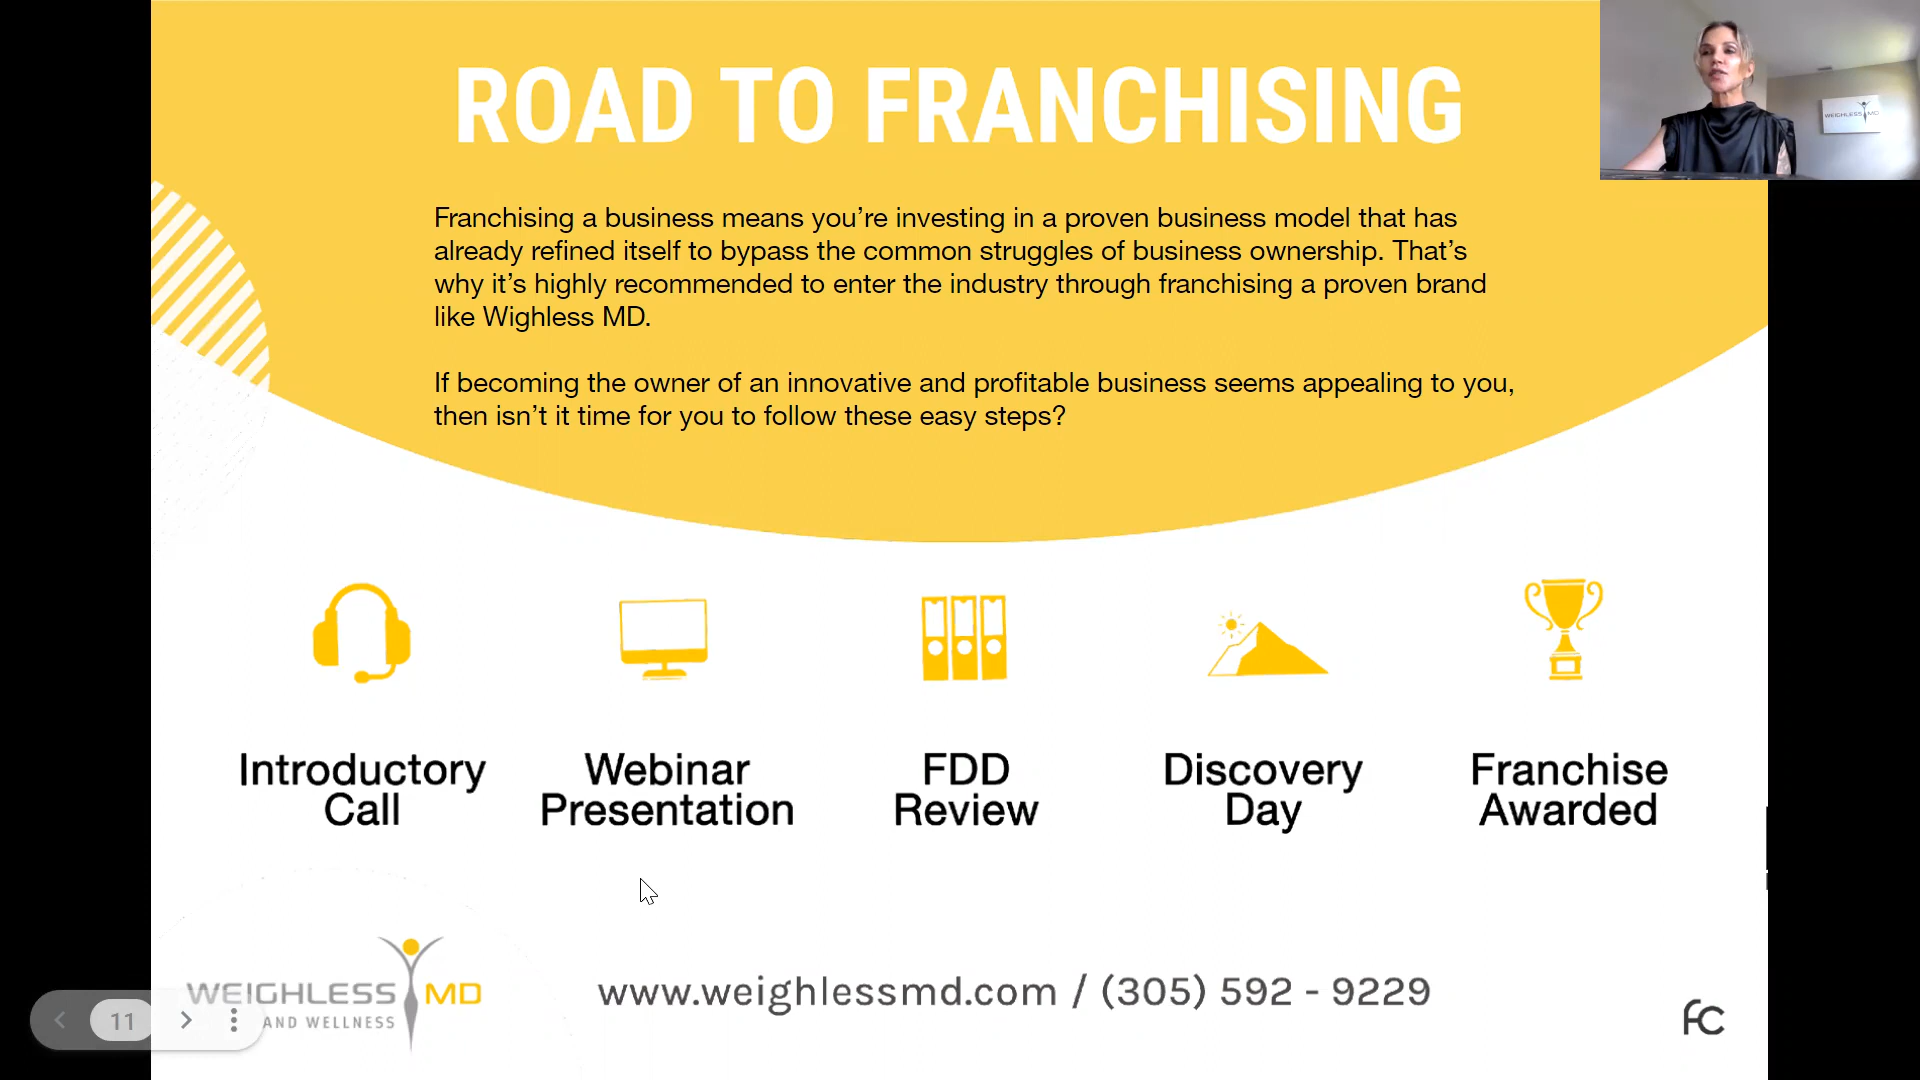 ROAD TO FRANCHISING
WEIGHLESS MD
Franchising a business means you’re investing in a proven business model that has
already refined itself to bypass the common struggles of business ownership. That’s
why it’s highly recommended to enter the industry through franchising a proven brand
like Wighless MD.
If becoming the owner of an innovative and profitable business seems appealing to you,
then isn’t it time for you to follow these easy steps?
Introductory
Call
Webinar
Presentation
FDD
Review
Discovery
Day
Franchise
Awarded
WEIGHLESS MD
AND WELLNESS
www.weighlessmd.com / (305) 592 - 9229
11
FC